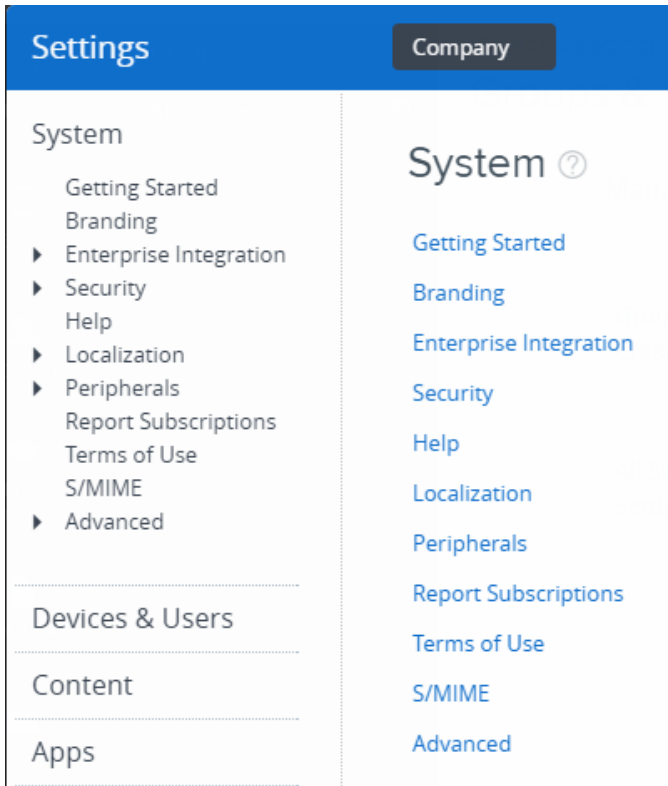 Settings
Company
System
Getting Started
Branding
Enterprise Integration
Security
Help
Localization
Peripherals
Report Subscriptions
Terms of Use
S/MIME
Advanced
Devices & Users
Content
Apps
System ?
Getting Started
Branding
Enterprise Integration
Security
Help
Localization
Peripherals
Report Subscriptions
Terms of Use
S/MIME
Advanced